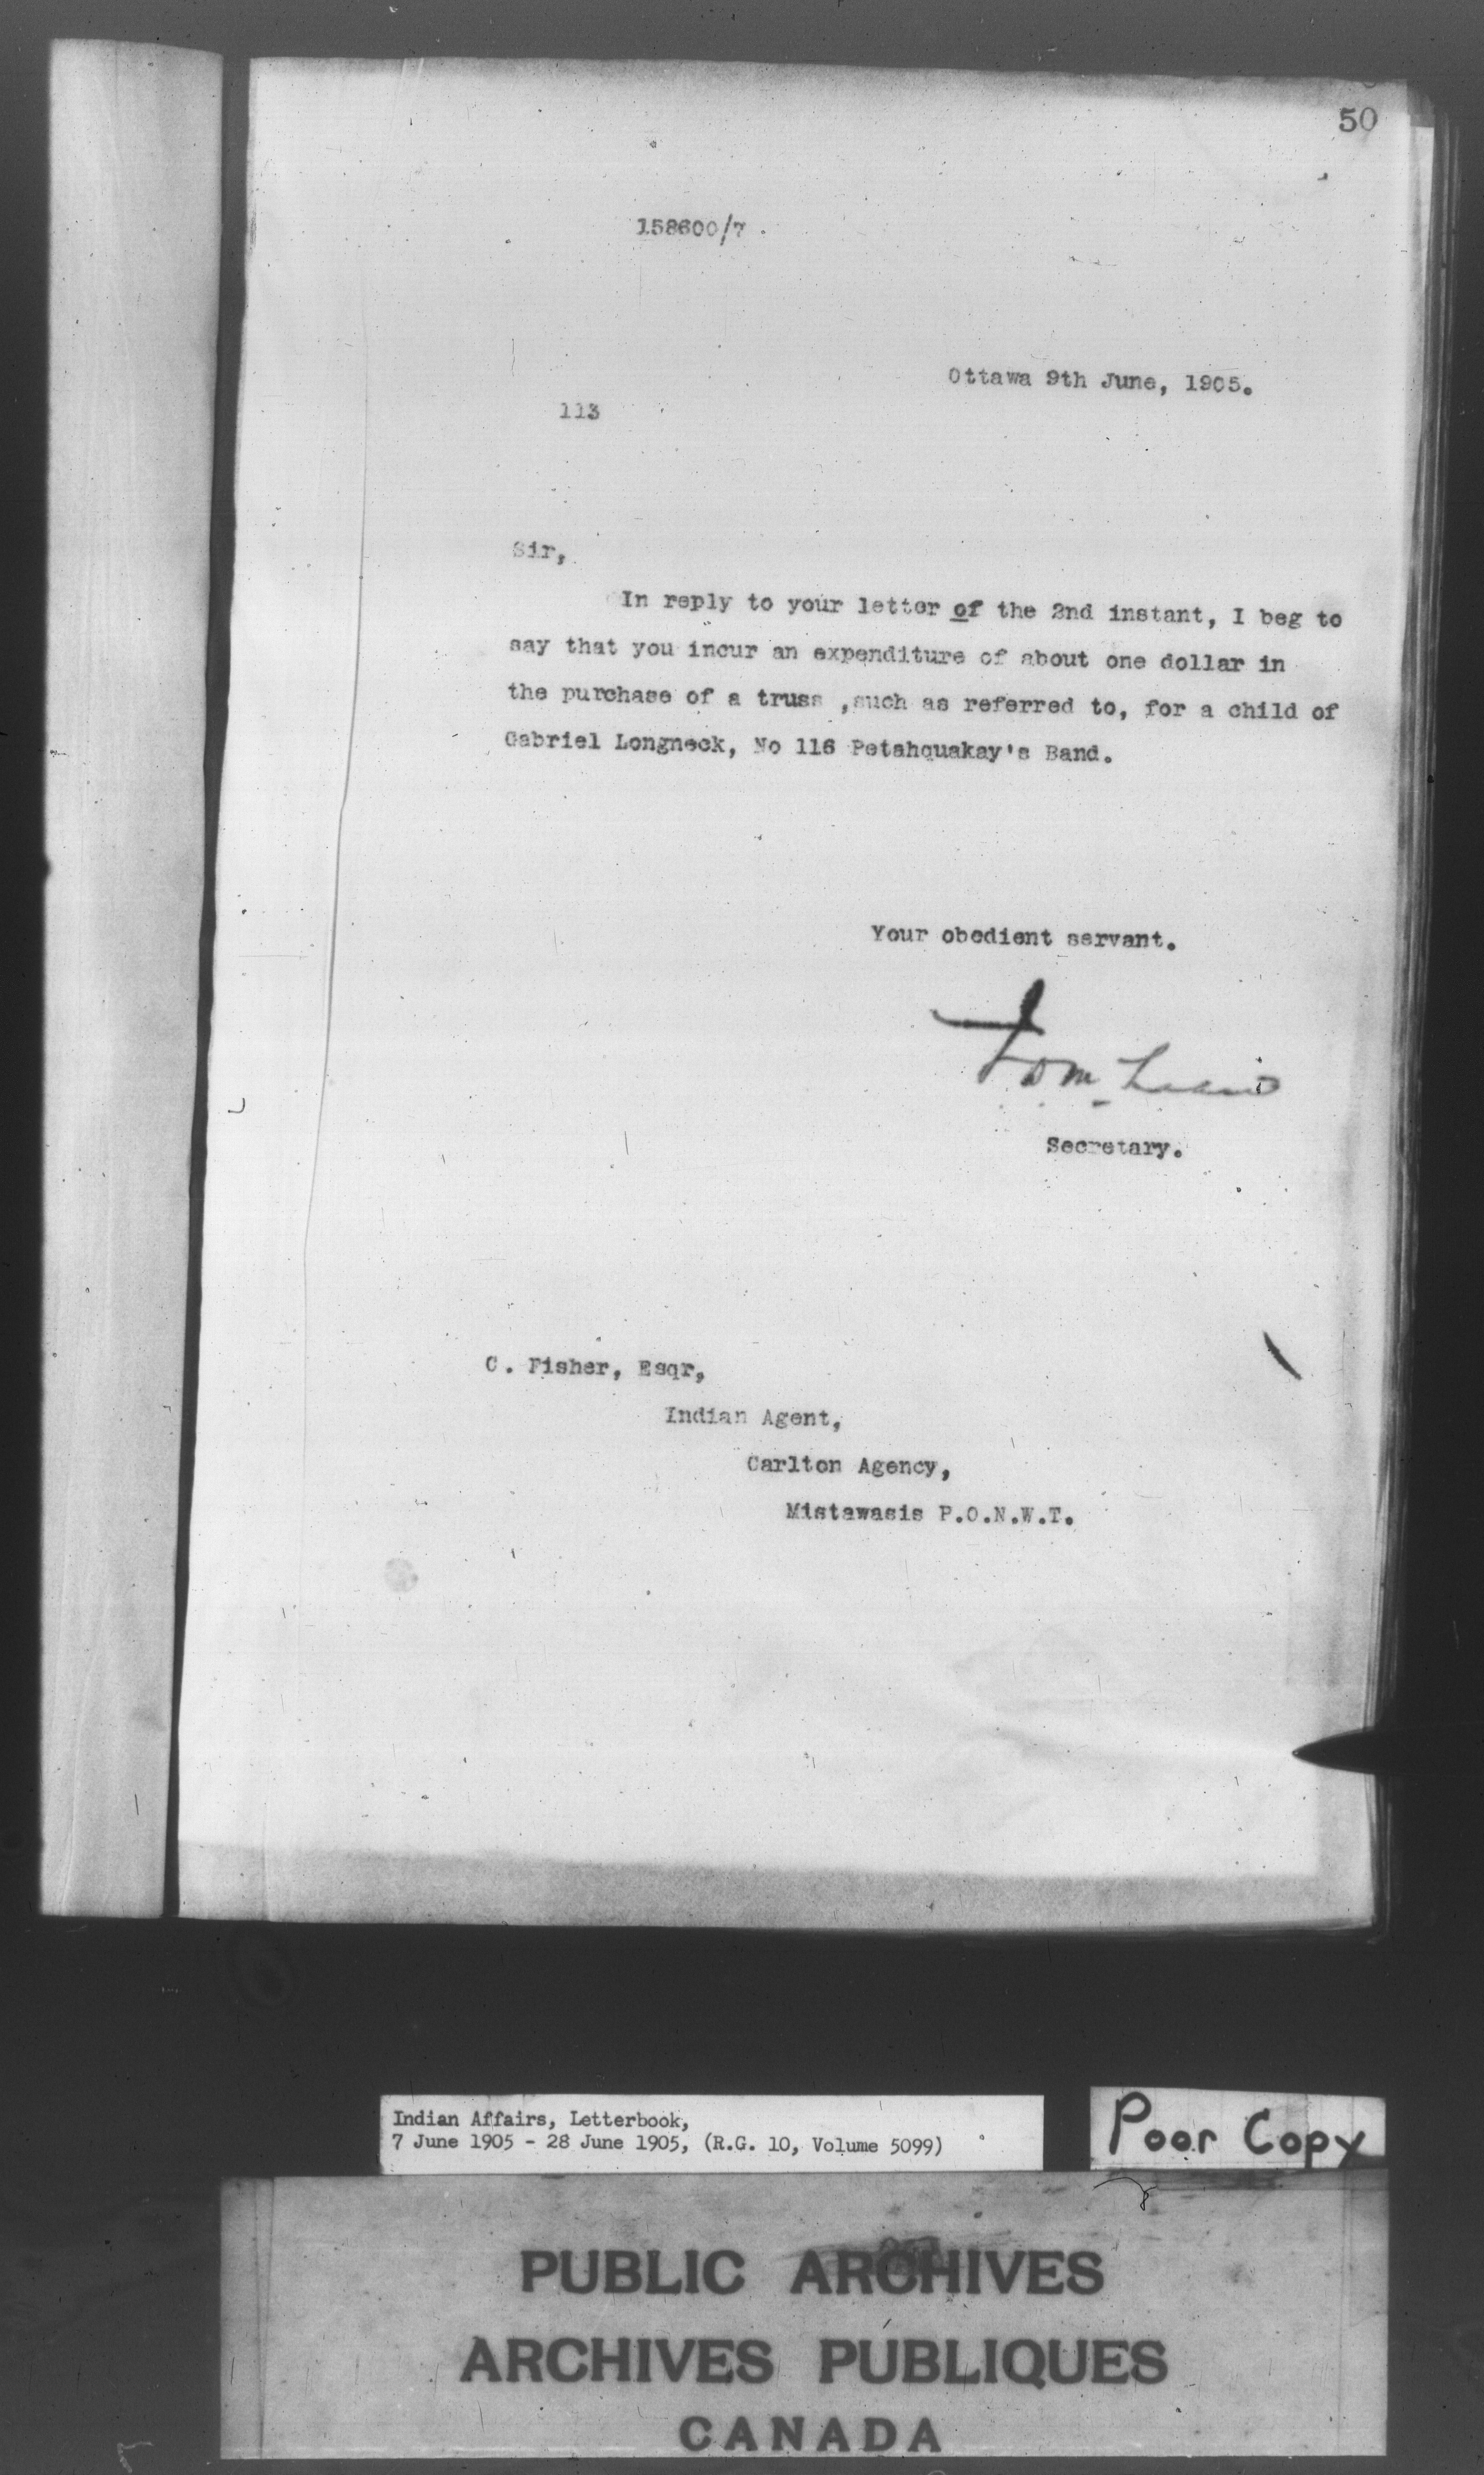 50
158600/7.
Ottawa 9th June, 1905.
113
Sir,
In reply to your letter of the 2nd instant, I beg to
say that you incur an expenditure of about one dollar in
the purchase of a truss ,such as referred to, for a child of
Gabriel Longneck, No 116 Petahquakay's Band.
Your obedient servant.
Secretary.
C. Fisher, Esqr,
Indian Agent,
Carlton Agency,
Mistawasis P.O.N.W.T.
Indian Affairs, Letterbook,
7 June 1905 - 28 June 1905, (R.G. 10, Volume 5099)
Poor Copy
PUBLIC ARCHIVES
ARCHIVES PUBLIQUES
CANADA